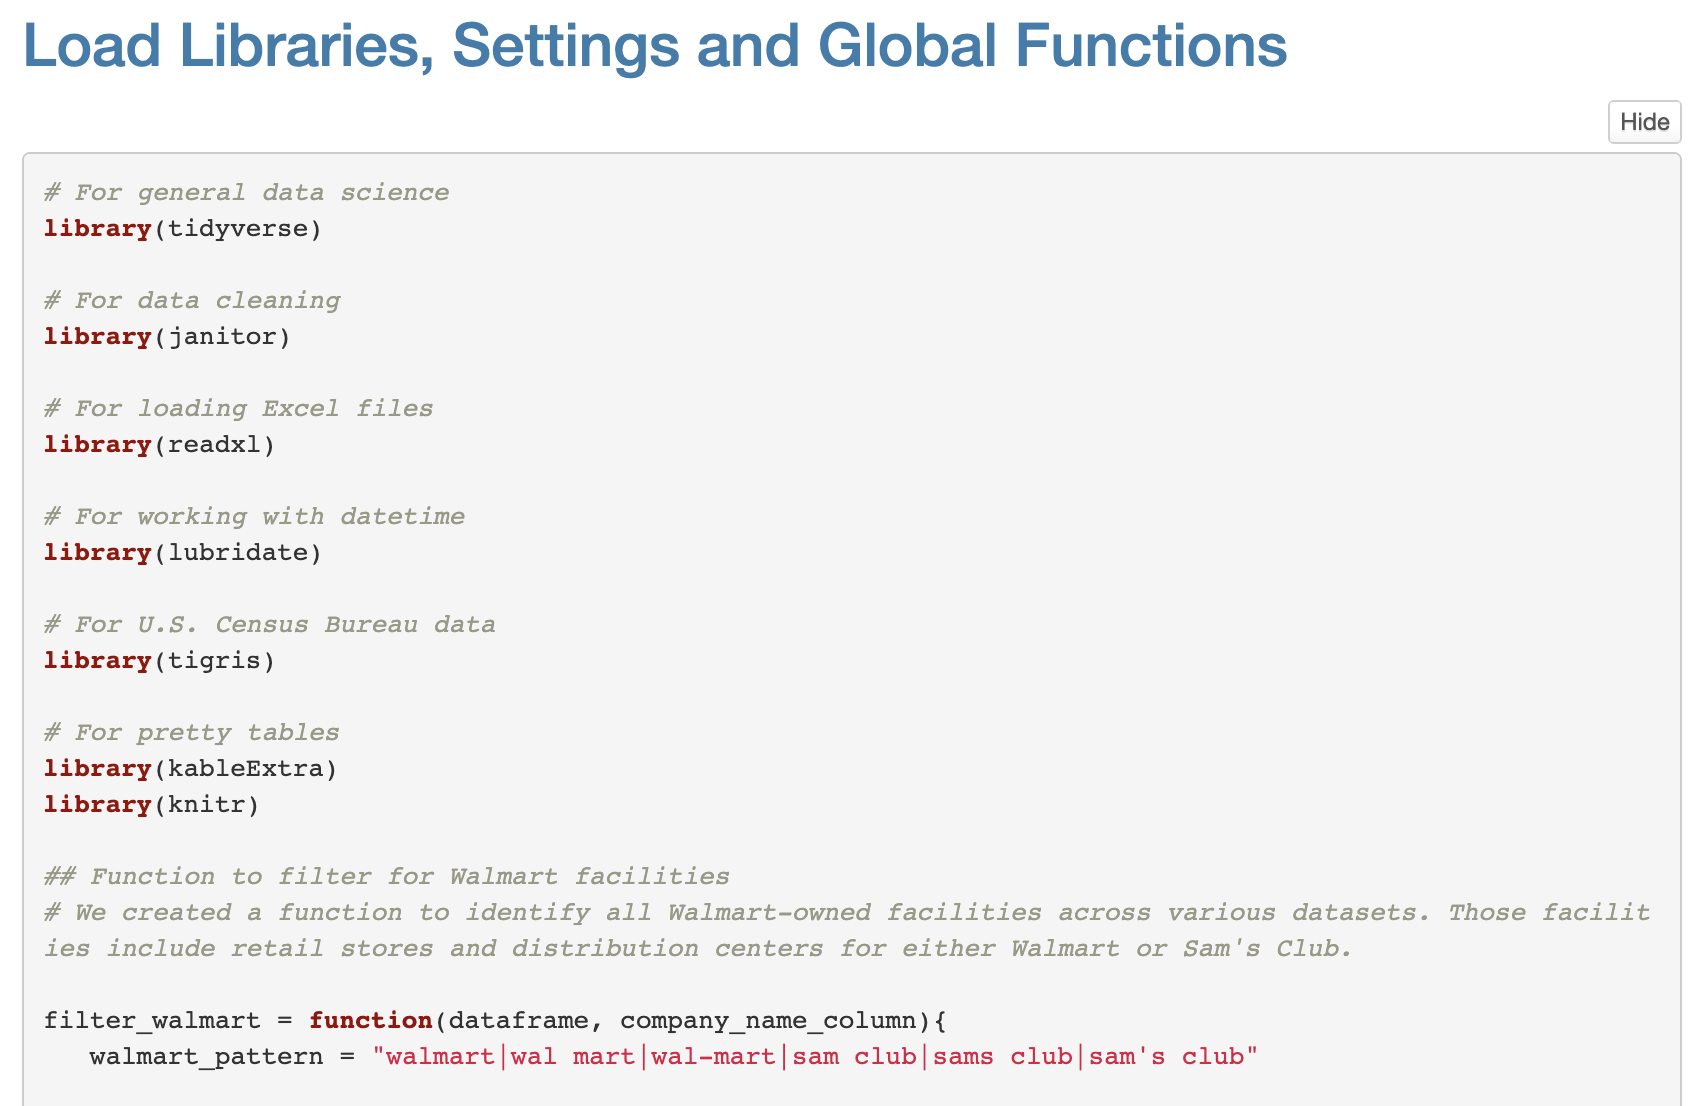 Load Libraries, Settings and Global Functions
Hide
# For general data science
library(tidyverse)
# For data cleaning
library(janitor)
# For loading Excel files
library(readxl)
# For working with datetime
library(lubridate)
# For U.S. Census Bureau data
library(tigris)
# For pretty tables
library(kableExtra)
library(knitr)
## Function to filter for Walmart facilities
# We created a function to identify all Walmart-owned facilities across various datasets. Those facilit
ies include retail stores and distribution centers for either Walmart or Sam's Club.
filter_walmart = function(dataframe, company_name_column){
   walmart_pattern = "walmart|wal mart|wal-mart|sam club|sams club|sam's club"